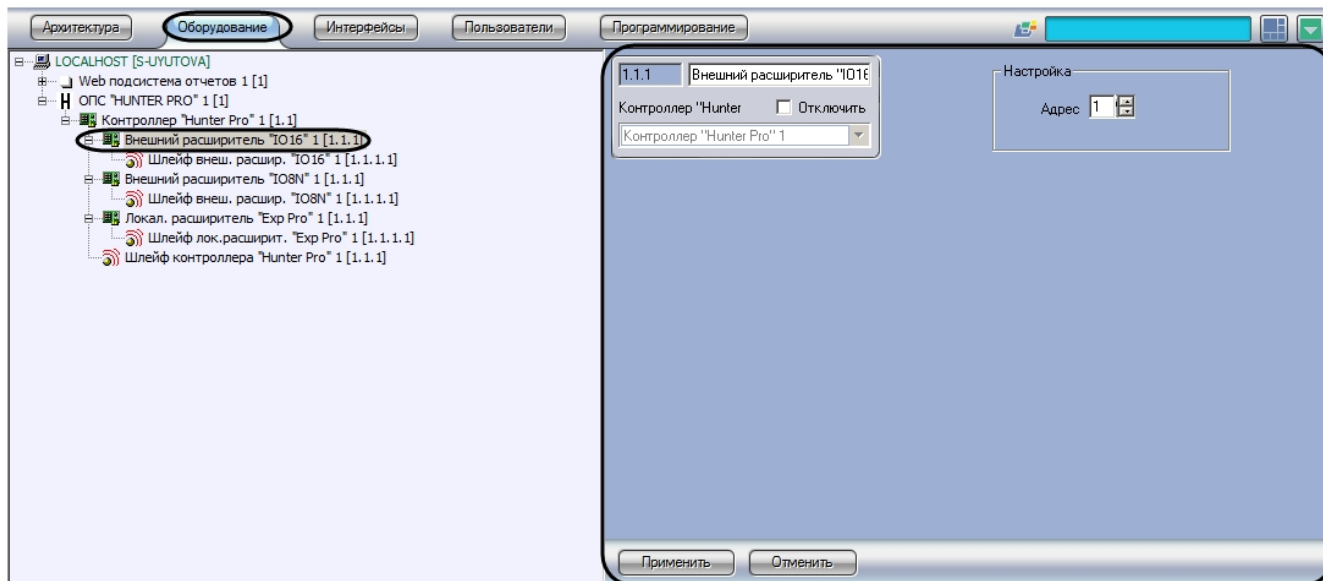 Архитектура Оборудование Интерфейсы Пользователи Программирование
LOCALHOST [S-UYUTOVA]
Web подсистема отчетов 1 [1]
ОПС "HUNTER PRO" 1 [1]
Контроллер "Hunter Pro" 1 [1.1]
Внешний расширитель "IO16" 1 [1.1.1]
Шлейф внеш. расшир. "IO16" 1 [1.1.1.1]
Внешний расширитель "IO8N" 1 [1.1.1]
Шлейф внеш. расшир. "IO8N" 1 [1.1.1.1]
Локал. расширитель "Exp Pro" 1 [1.1.1]
Шлейф лок.расширит. "Exp Pro" 1 [1.1.1.1]
Шлейф контроллера "Hunter Pro" 1 [1.1.1]
1.1.1 Внешний расширитель "IO16
Контроллер "Hunter Отключить
Контроллер "Hunter Pro" 1
Настройка
Адрес 1
Применить Отменить